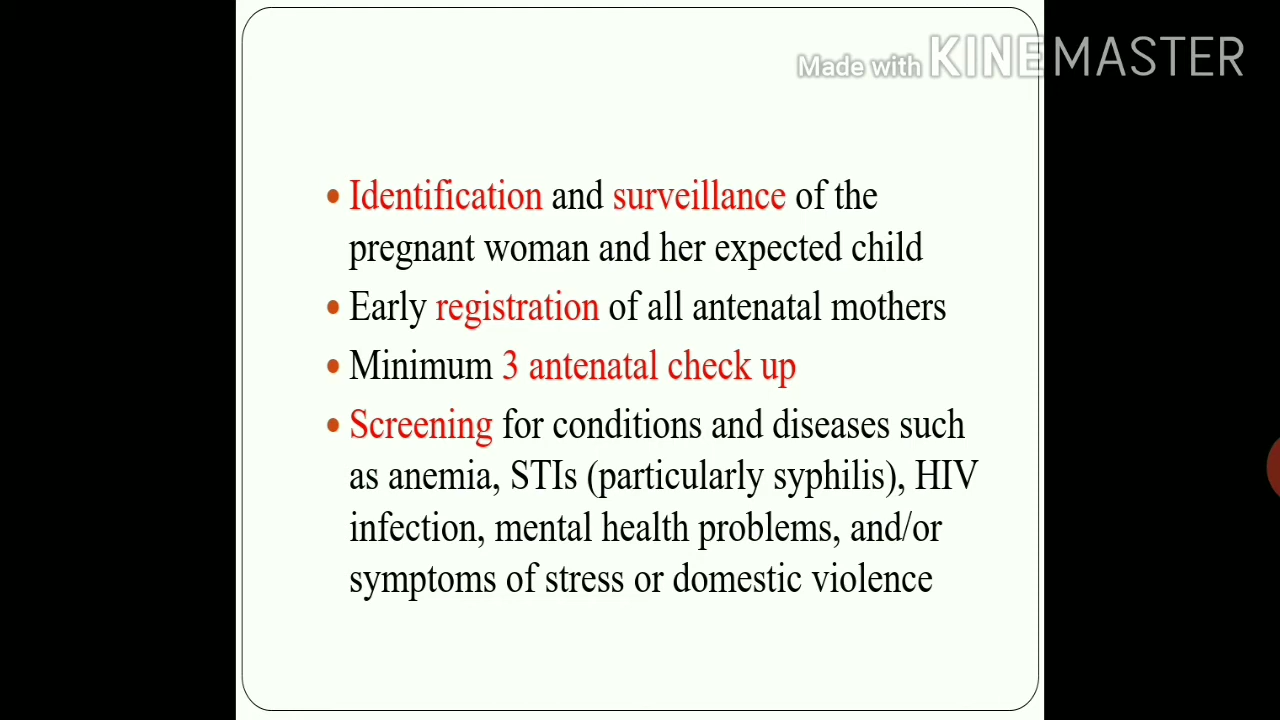 Made with KINEMASTER
• Identification and surveillance of the
pregnant woman and her expected child
• Early registration of all antenatal mothers
• Minimum 3 antenatal check up
• Screening for conditions and diseases such
as anemia, STIs (particularly syphilis), HIV
infection, mental health problems, and/or
symptoms of stress or domestic violence